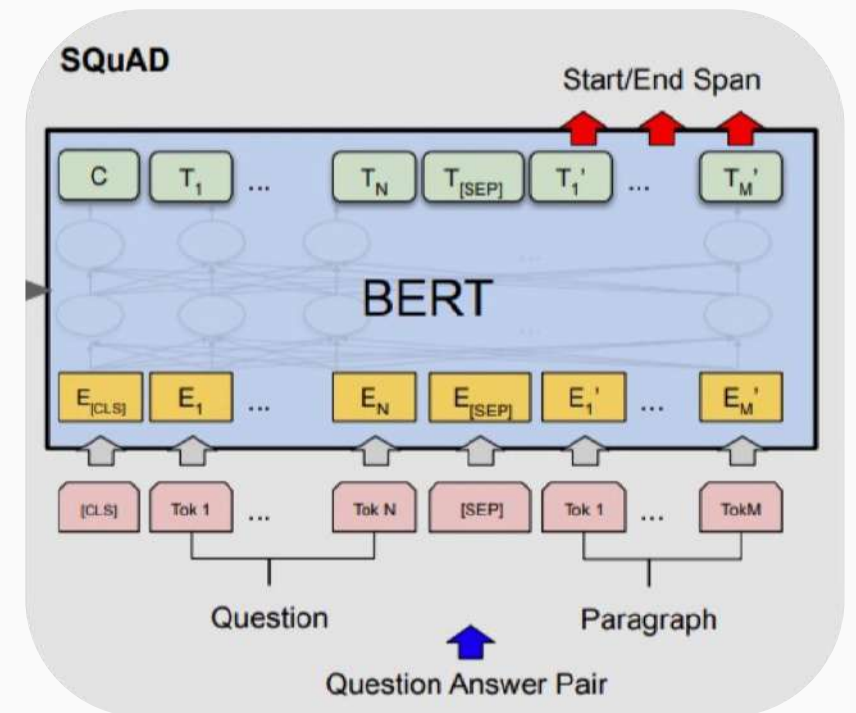 SQuAD
Start/End Span
C T1 ... TN T[SEP] T1' ... TM'
...
BERT
...
E[CLS] E1 ... EN E[SEP] E1' ... EM'
[CLS] Tok 1 ... Tok N [SEP] Tok 1 ... TokM
Question Paragraph
Question Answer Pair